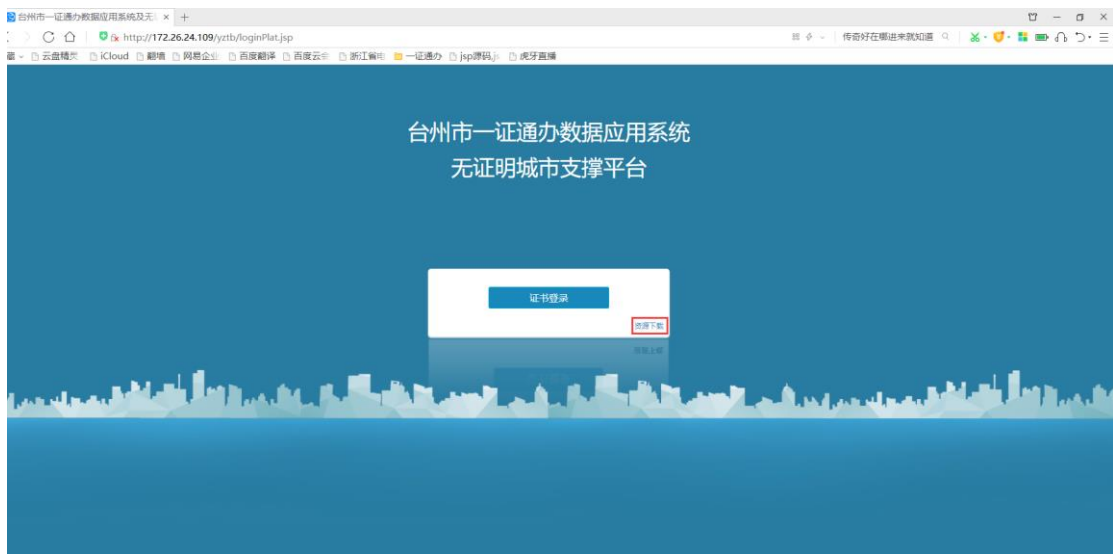 台州市一证通办数据应用系统及无
http://172.26.24.109/yztb/loginPlat.jsp
传奇好在哪进来就知道
藏 云盘精灵 iCloud 翻墙 网易企业 百度翻译 百度云 浙江省 一证通办 jsp源码,js 虎牙直播
台州市一证通办数据应用系统
无证明城市支撑平台
证书登录
资源下载